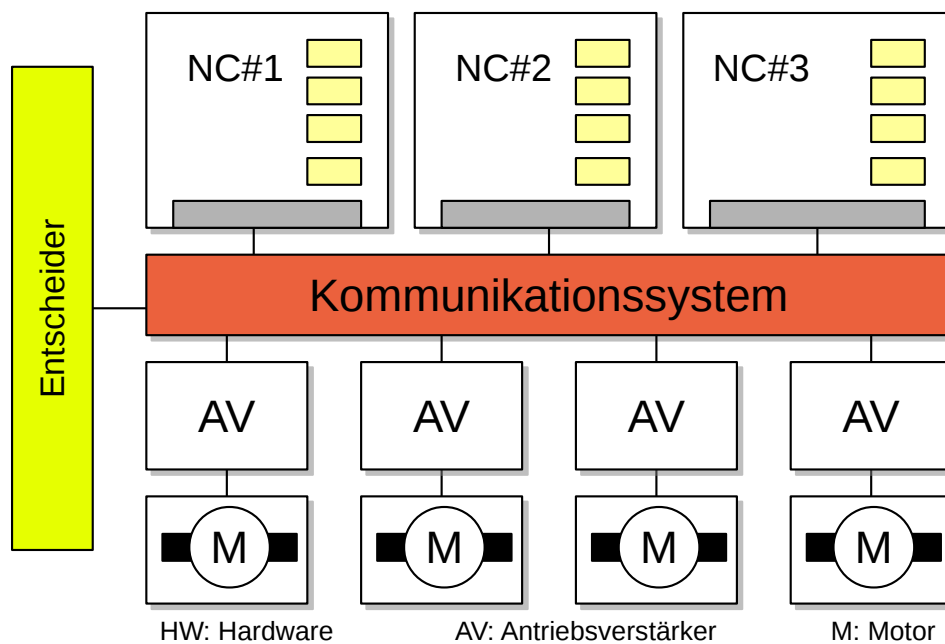 NC#1
NC#2
NC#3
Entscheider
Kommunikationssystem
AV
AV
AV
AV
M
M
M
M
HW: Hardware
AV: Antriebsverstärker
M: Motor